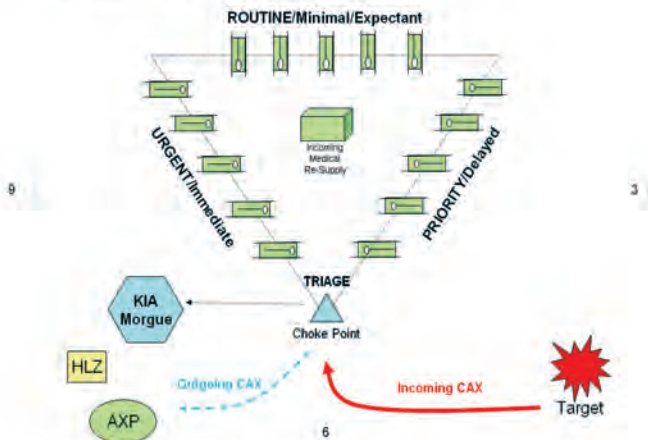 ROUTINE/Minimal/Expectant
Incoming
Medical
Re-Supply
URGENT/Immediate
PRIORITY/Delayed
9
3
TRIAGE
KIA
Morgue
Choke Point
HLZ
Outgoing CAX
Incoming CAX
Target
AXP
6